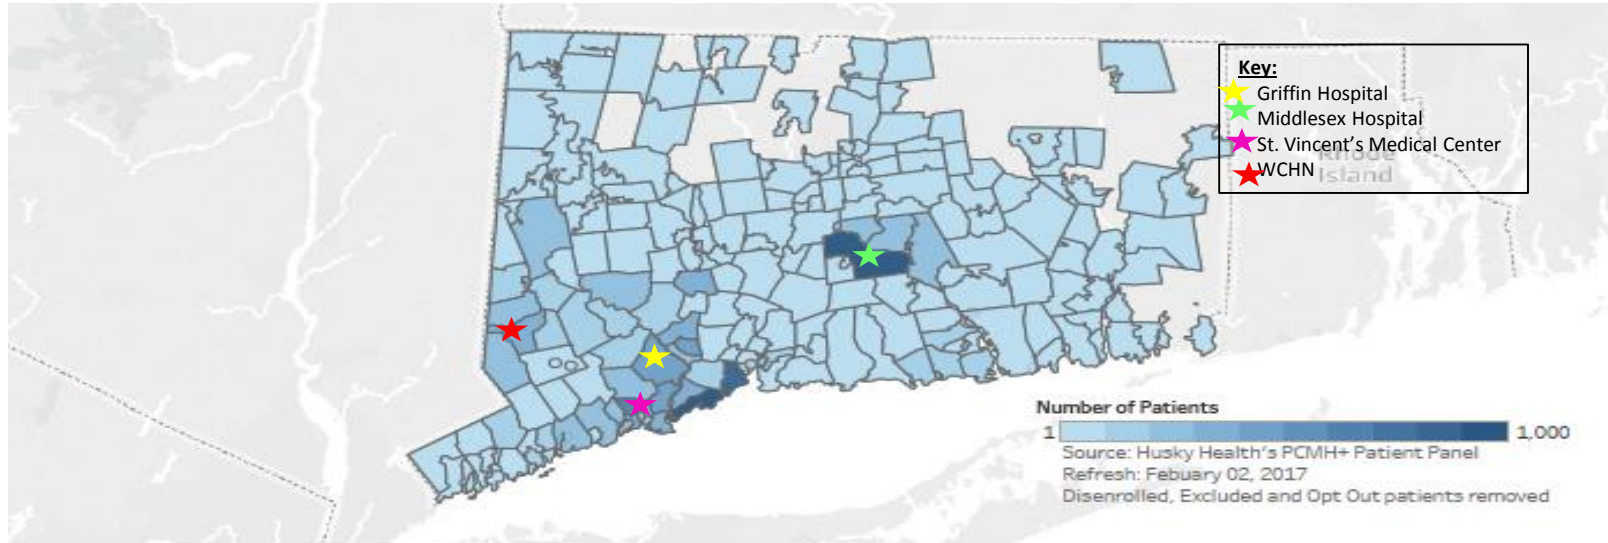 Key:
Griffin Hospital
Middlesex Hospital
St. Vincent's Medical Center
Rhode
WCHN
Island
Number of Patients
1 1,000
Source: Husky Health's PCMH+ Patient Panel
Refresh: Febuary 02, 2017
Disenrolled, Excluded and Opt Out patients removed